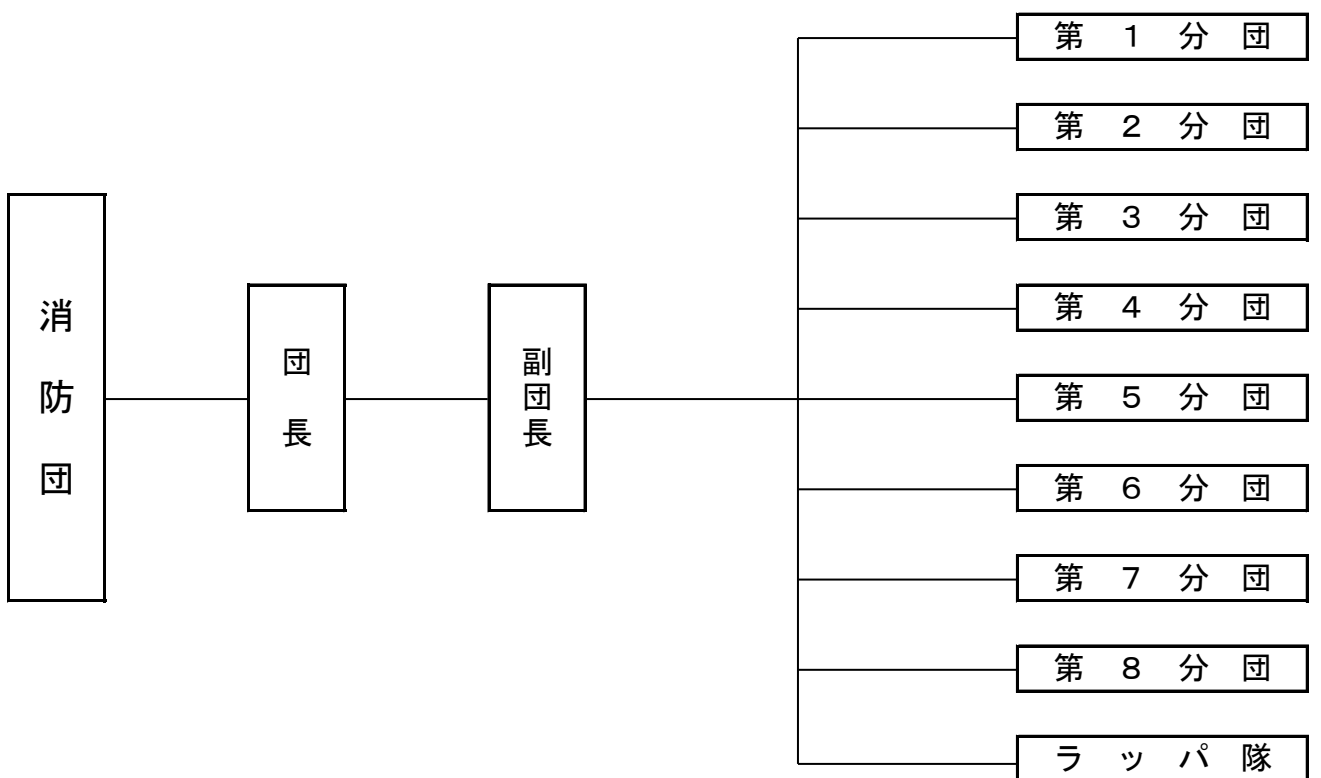 消防団
団長
副団長
第1分団
第2分団
第3分団
第4分団
第5分団
第6分団
第7分団
第8分団
ラッパ隊